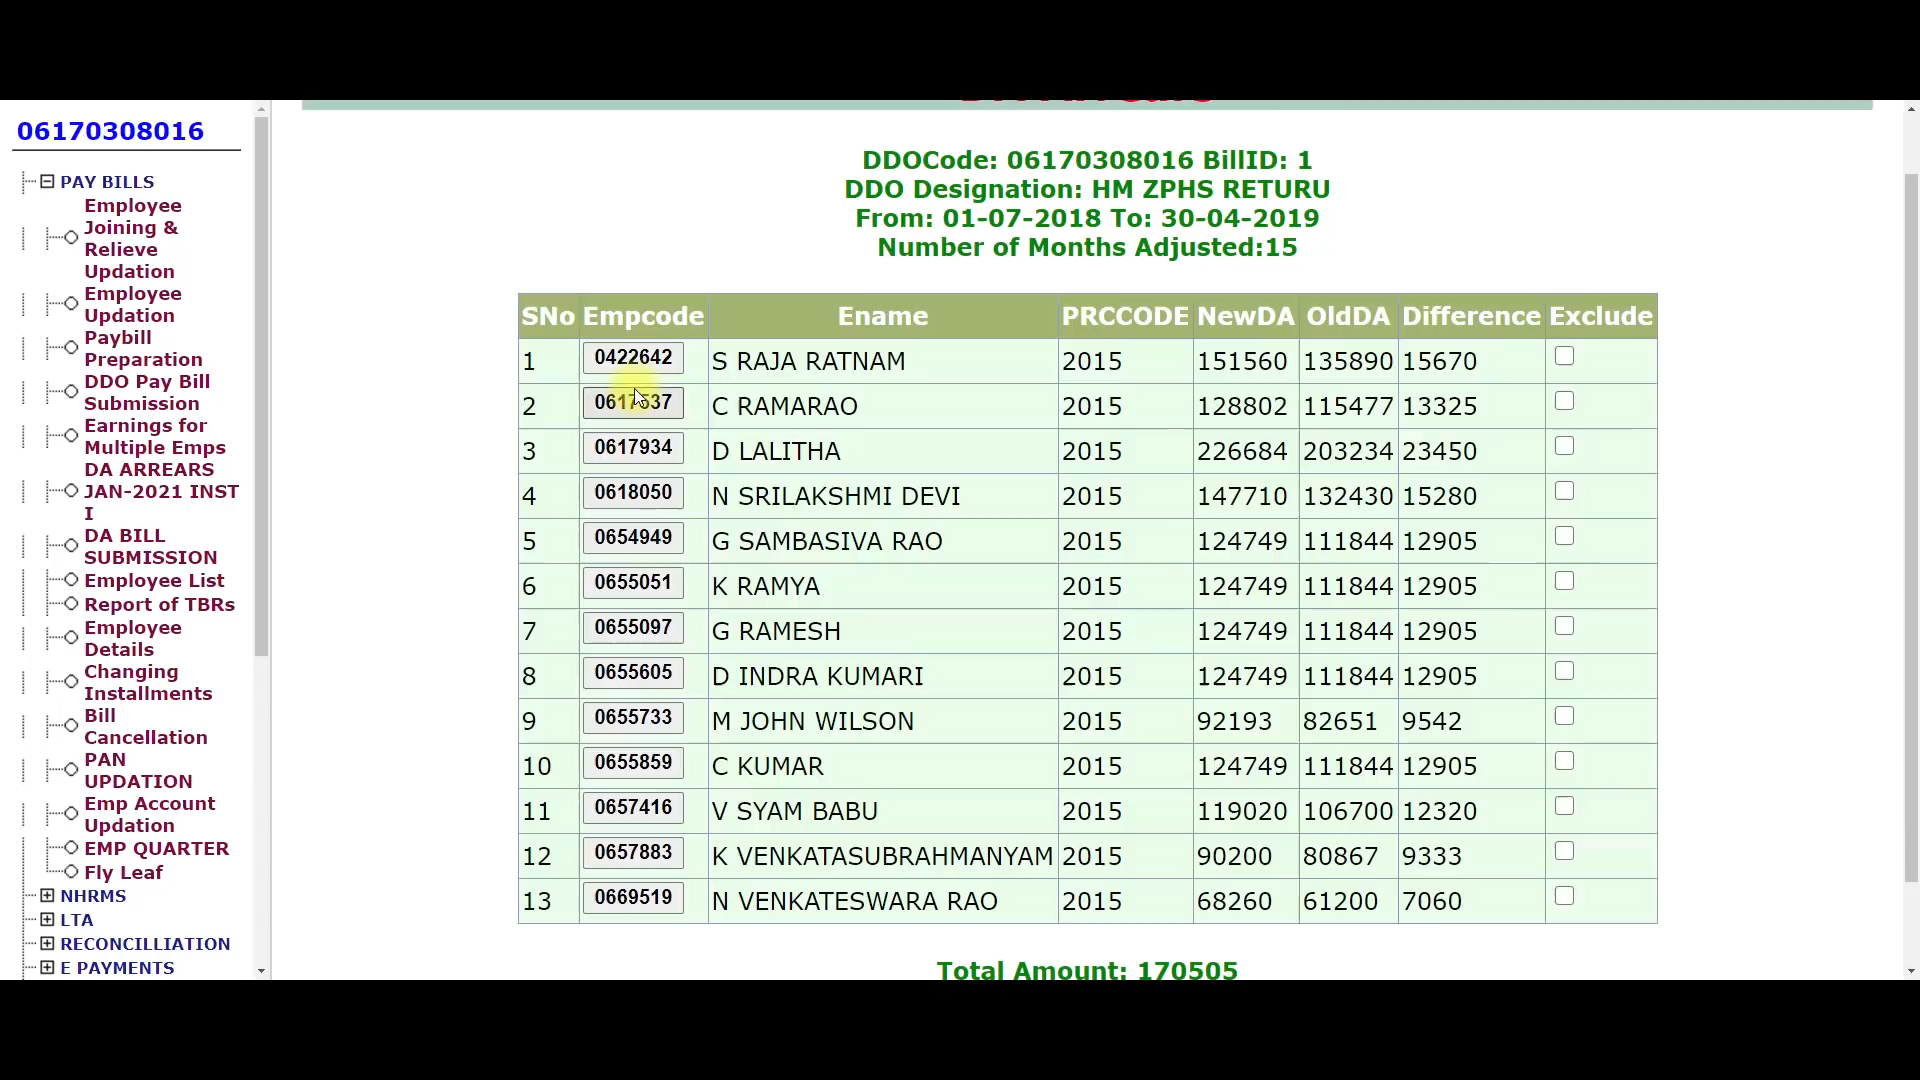 06170308016
PAY BILLS
Employee
Joining &
Relieve
Updation
Employee
Updation
Paybill
Preparation
DDO Pay Bill
Submission
Earnings for
Multiple Emps
DA ARREARS
JAN-2021 INST
I
DA BILL
SUBMISSION
Employee List
Report of TBRs
Employee
Details
Changing
Installments
Bill
Cancellation
PAN
UPDATION
Emp Account
Updation
EMP QUARTER
Fly Leaf
NHRMS
LTA
RECONCILLIATION
E PAYMENTS
DDOCode: 06170308016 BillID: 1
DDO Designation: HM ZPHS RETURU
From: 01-07-2018 To: 30-04-2019
Number of Months Adjusted:15
SNo Empcode Ename PRCCODE NewDA OldDA Difference Exclude
1 0422642 S RAJA RATNAM 2015 151560 135890 15670
2 0617537 C RAMARAO 2015 128802 115477 13325
3 0617934 D LALITHA 2015 226684 203234 23450
4 0618050 N SRILAKSHMI DEVI 2015 147710 132430 15280
5 0654949 G SAMBASIVA RAO 2015 124749 111844 12905
6 0655051 K RAMYA 2015 124749 111844 12905
7 0655097 G RAMESH 2015 124749 111844 12905
8 0655605 D INDRA KUMARI 2015 124749 111844 12905
9 0655733 M JOHN WILSON 2015 92193 82651 9542
10 0655859 C KUMAR 2015 124749 111844 12905
11 0657416 V SYAM BABU 2015 119020 106700 12320
12 0657883 K VENKATASUBRAHMANYAM 2015 90200 80867 9333
13 0669519 N VENKATESWARA RAO 2015 68260 61200 7060
Total Amount: 170505